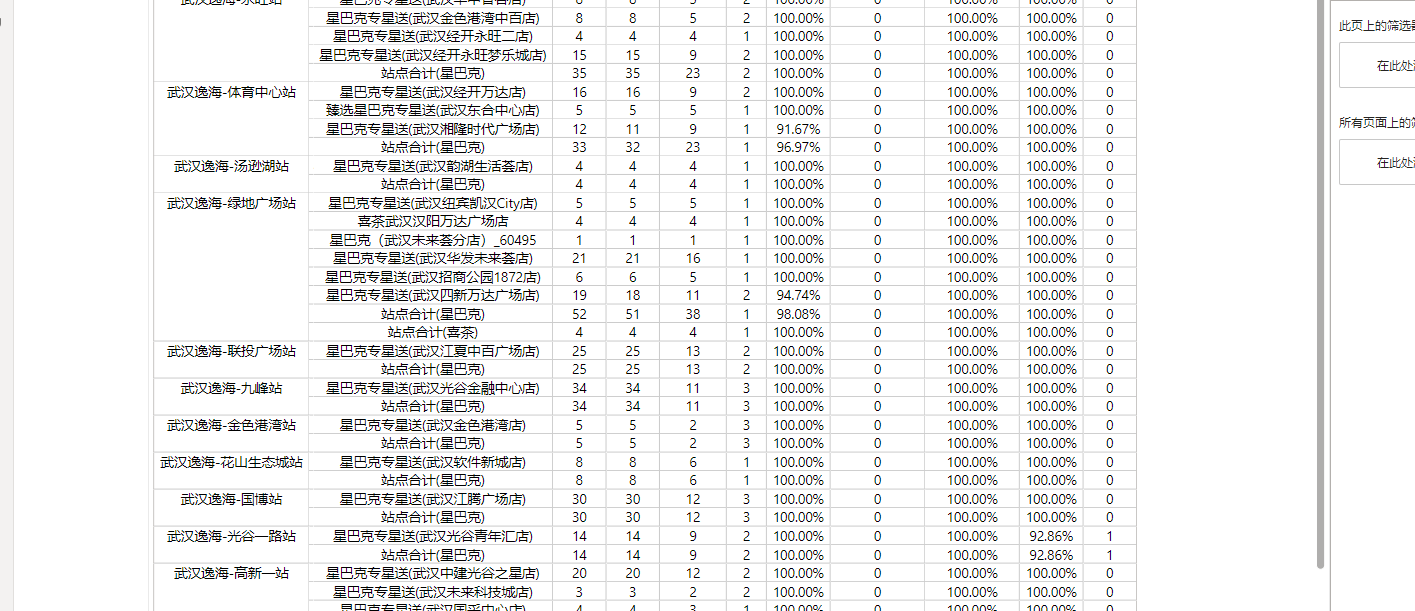 星巴克专星送(武汉金色港湾中百店) 8 8 5 2 100.00% 0 100.00% 100.00% 0
星巴克专星送(武汉经开永旺二店) 4 4 4 1 100.00% 0 100.00% 100.00% 0
星巴克专星送(武汉经开永旺梦乐城店) 15 15 9 2 100.00% 0 100.00% 100.00% 0
站点合计(星巴克) 35 35 23 2 100.00% 0 100.00% 100.00% 0
武汉逸海-体育中心站 星巴克专星送(武汉经开万达店) 16 16 9 2 100.00% 0 100.00% 100.00% 0
臻选星巴克专星送(武汉东合中心店) 5 5 5 1 100.00% 0 100.00% 100.00% 0
星巴克专星送(武汉湘隆时代广场店) 12 11 9 1 91.67% 0 100.00% 100.00% 0
站点合计(星巴克) 33 32 23 1 96.97% 0 100.00% 100.00% 0
武汉逸海-汤逊湖站 星巴克专星送(武汉韵湖生活荟店) 4 4 4 1 100.00% 0 100.00% 100.00% 0
站点合计(星巴克) 4 4 4 1 100.00% 0 100.00% 100.00% 0
武汉逸海-绿地广场站 星巴克专星送(武汉纽宾凯汉City店) 5 5 5 1 100.00% 0 100.00% 100.00% 0
喜茶武汉汉阳万达广场店 4 4 4 1 100.00% 0 100.00% 100.00% 0
星巴克（武汉未来荟分店）_60495 1 1 1 1 100.00% 0 100.00% 100.00% 0
星巴克专星送(武汉华发未来荟店) 21 21 16 1 100.00% 0 100.00% 100.00% 0
星巴克专星送(武汉招商公园1872店) 6 6 5 1 100.00% 0 100.00% 100.00% 0
星巴克专星送(武汉四新万达广场店) 19 18 11 2 94.74% 0 100.00% 100.00% 0
站点合计(星巴克) 52 51 38 1 98.08% 0 100.00% 100.00% 0
站点合计(喜茶) 4 4 4 1 100.00% 0 100.00% 100.00% 0
武汉逸海-联投广场站 星巴克专星送(武汉江夏中百广场店) 25 25 13 2 100.00% 0 100.00% 100.00% 0
站点合计(星巴克) 25 25 13 2 100.00% 0 100.00% 100.00% 0
武汉逸海-九峰站 星巴克专星送(武汉光谷金融中心店) 34 34 11 3 100.00% 0 100.00% 100.00% 0
站点合计(星巴克) 34 34 11 3 100.00% 0 100.00% 100.00% 0
武汉逸海-金色港湾站 星巴克专星送(武汉金色港湾店) 5 5 2 3 100.00% 0 100.00% 100.00% 0
站点合计(星巴克) 5 5 2 3 100.00% 0 100.00% 100.00% 0
武汉逸海-花山生态城站 星巴克专星送(武汉软件新城店) 8 8 6 1 100.00% 0 100.00% 100.00% 0
站点合计(星巴克) 8 8 6 1 100.00% 0 100.00% 100.00% 0
武汉逸海-国博站 星巴克专星送(武汉江腾广场店) 30 30 12 3 100.00% 0 100.00% 100.00% 0
站点合计(星巴克) 30 30 12 3 100.00% 0 100.00% 100.00% 0
武汉逸海-光谷一路站 星巴克专星送(武汉光谷青年汇店) 14 14 9 2 100.00% 0 100.00% 92.86% 1
站点合计(星巴克) 14 14 9 2 100.00% 0 100.00% 92.86% 1
武汉逸海-高新一站 星巴克专星送(武汉中建光谷之星店) 20 20 12 2 100.00% 0 100.00% 100.00% 0
星巴克专星送(武汉未来科技城店) 3 3 2 2 100.00% 0 100.00% 100.00% 0
此页上的筛选
在此处
所有页面上的
在此处